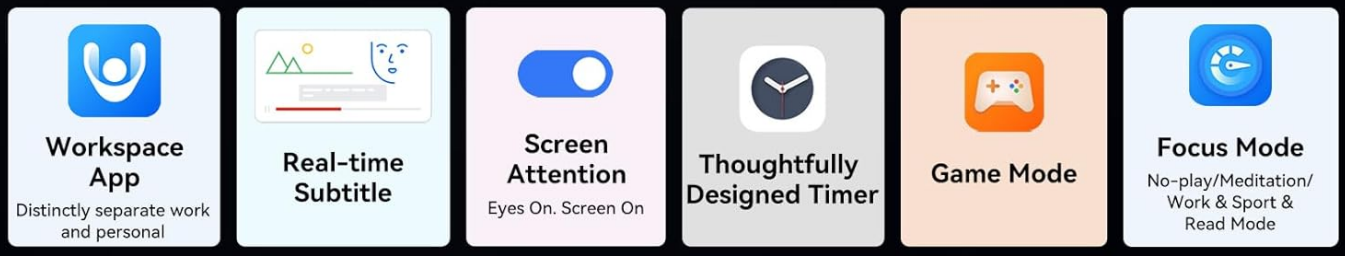 Workspace
App
Distinctly separate work
and personal
Real-time
Subtitle
Screen
Attention
Eyes On. Screen On
Thoughtfully
Designed Timer
Game Mode
Focus Mode
No-play/Meditation/
Work & Sport &
Read Mode